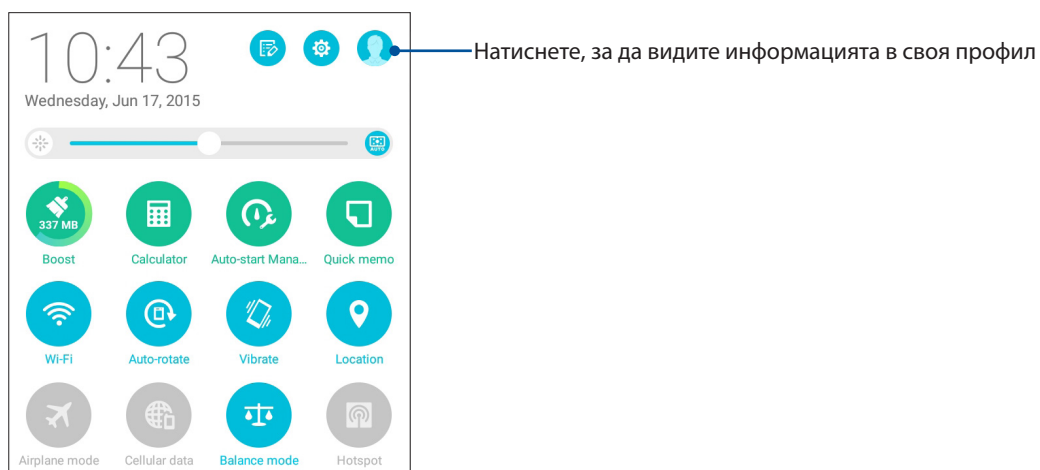 10:43
Wednesday, Jun 17, 2015
Натиснете, за да видите информацията в своя профил
AUTO
337 MB
Boost Calculator Auto-start Mana... Quick memo
Wi-Fi Auto-rotate Vibrate Location
Airplane mode Cellular data Balance mode Hotspot